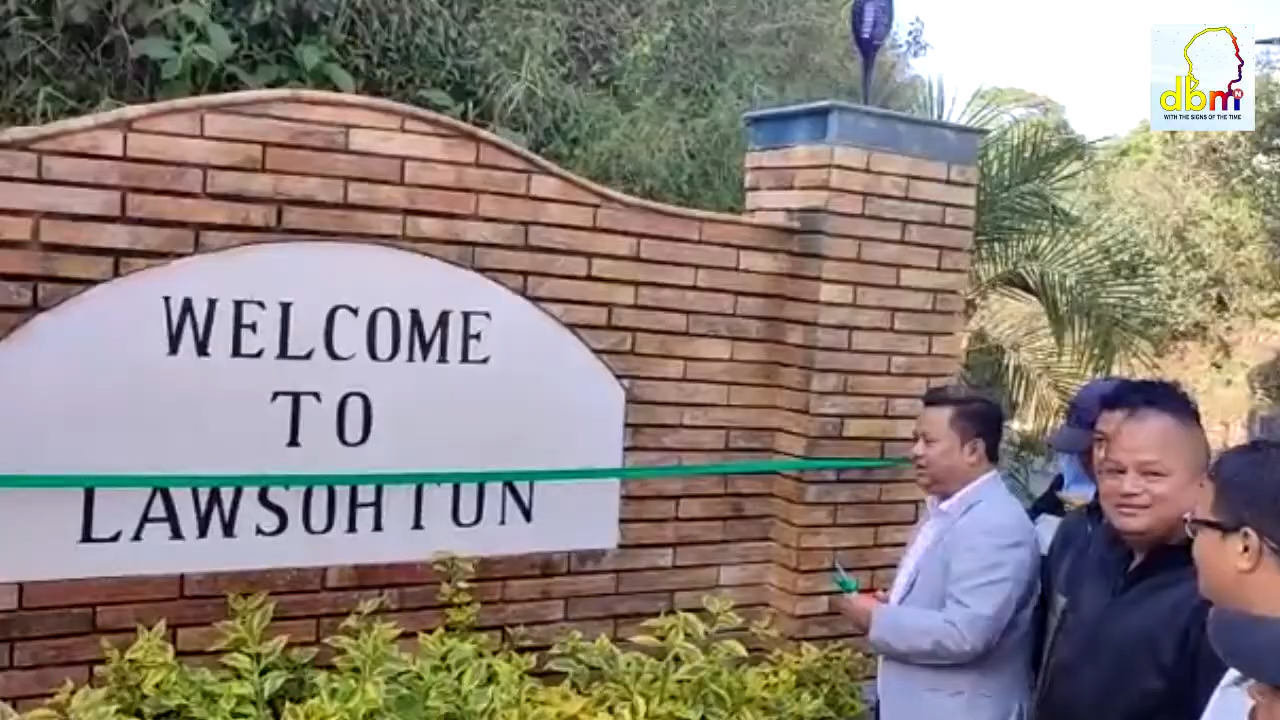 WELCOME
TO
LAWSOHTUN
dbm N
WITH THE SIGNS OF THE TIME